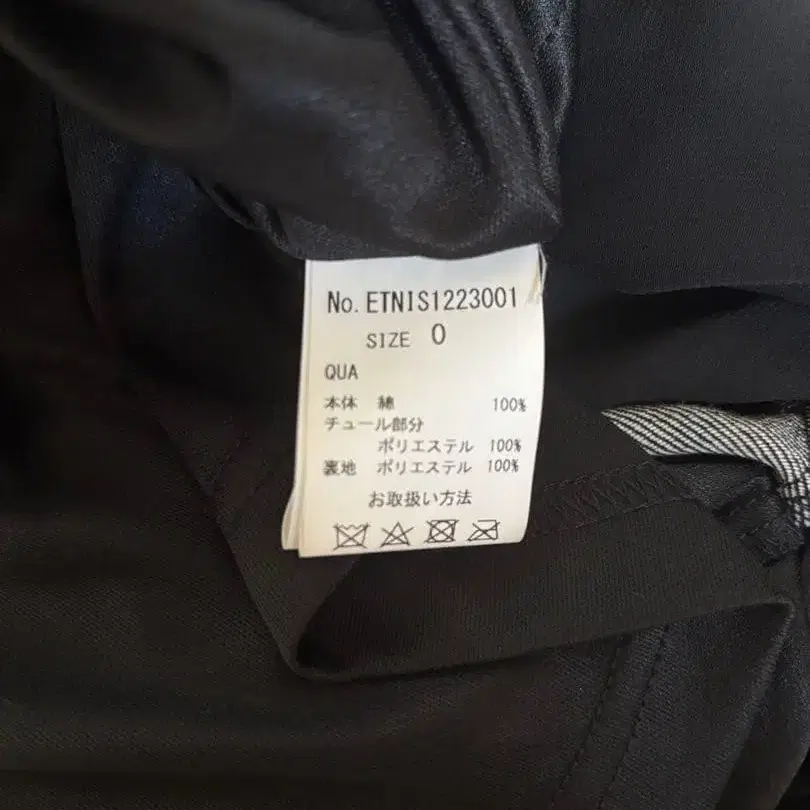 No. ETNIS1223001
SIZE 0
QUA
本体 綿 100%
チュール部分
ポリエステル 100%
裏地 ポリエステル 100%
お取扱い方法